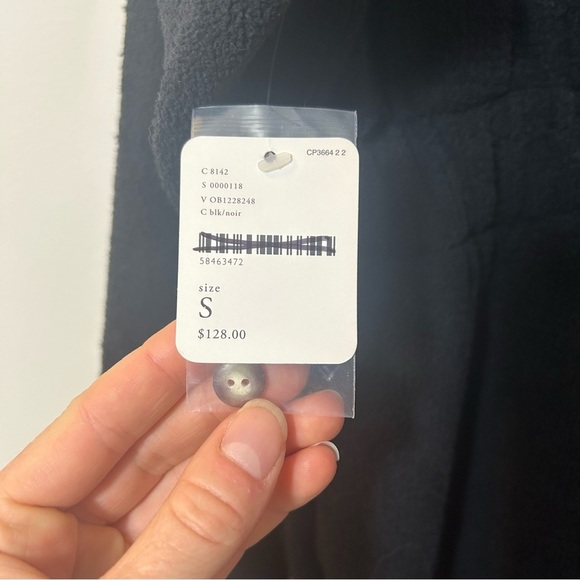 CP3664 2 2
C 8142
S 0000118
V OB1228248
C blk/noir
58463472
size
S
$128.00